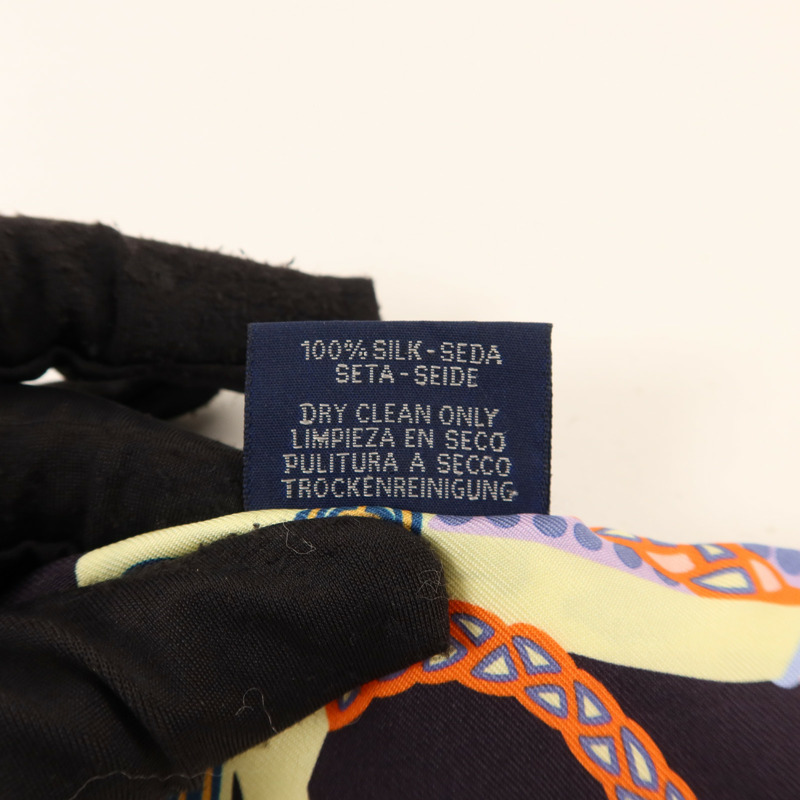 100% SILK - SEDA
SETA - SEIDE
DRY CLEAN ONLY
LIMPIEZA EN SECO
PULITURA A SECCO
TROCKENREINIGUNG